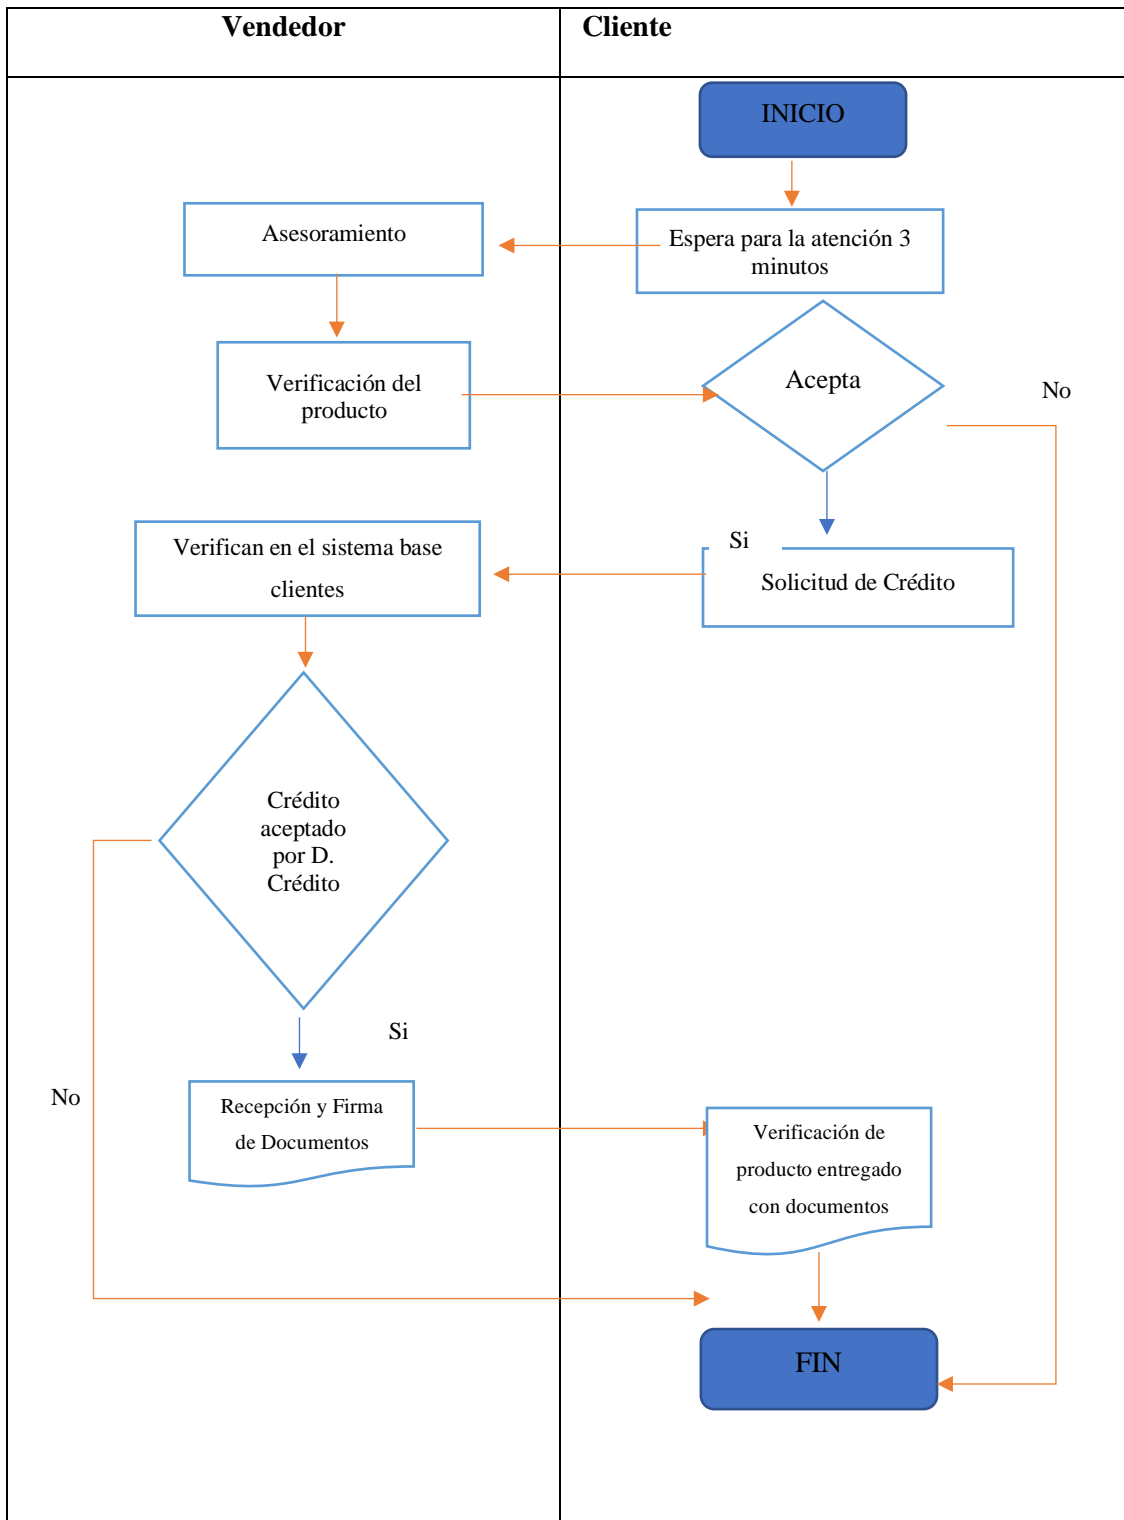 Vendedor
Cliente
INICIO
Asesoramiento
Espera para la atención 3
minutos
Verificación del
producto
Acepta
No
Si
Verifican en el sistema base
clientes
Solicitud de Crédito
Crédito
aceptado
por D.
Crédito
Si
No
Recepción y Firma
de Documentos
Verificación de
producto entregado
con documentos
FIN